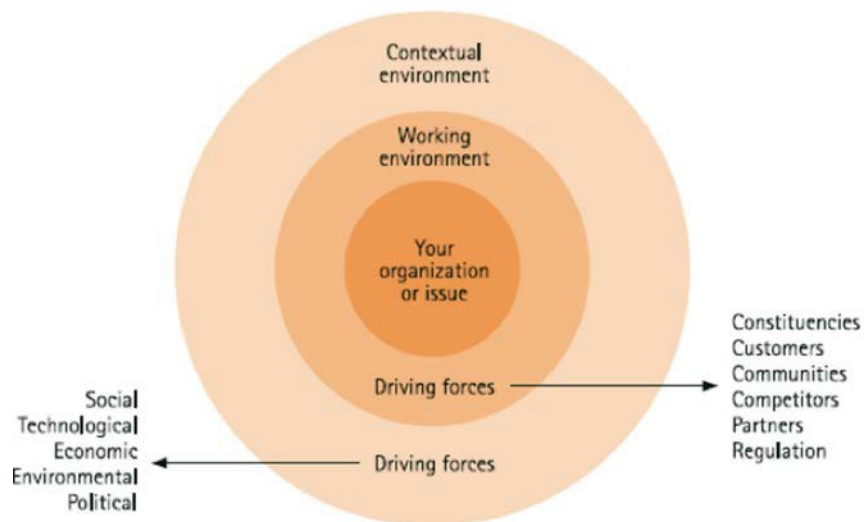 Contextual
environment
Working
environment
Your
organization
or issue
Driving forces
Constituencies
Customers
Communities
Competitors
Partners
Regulation
Driving forces
Social
Technological
Economic
Environmental
Political